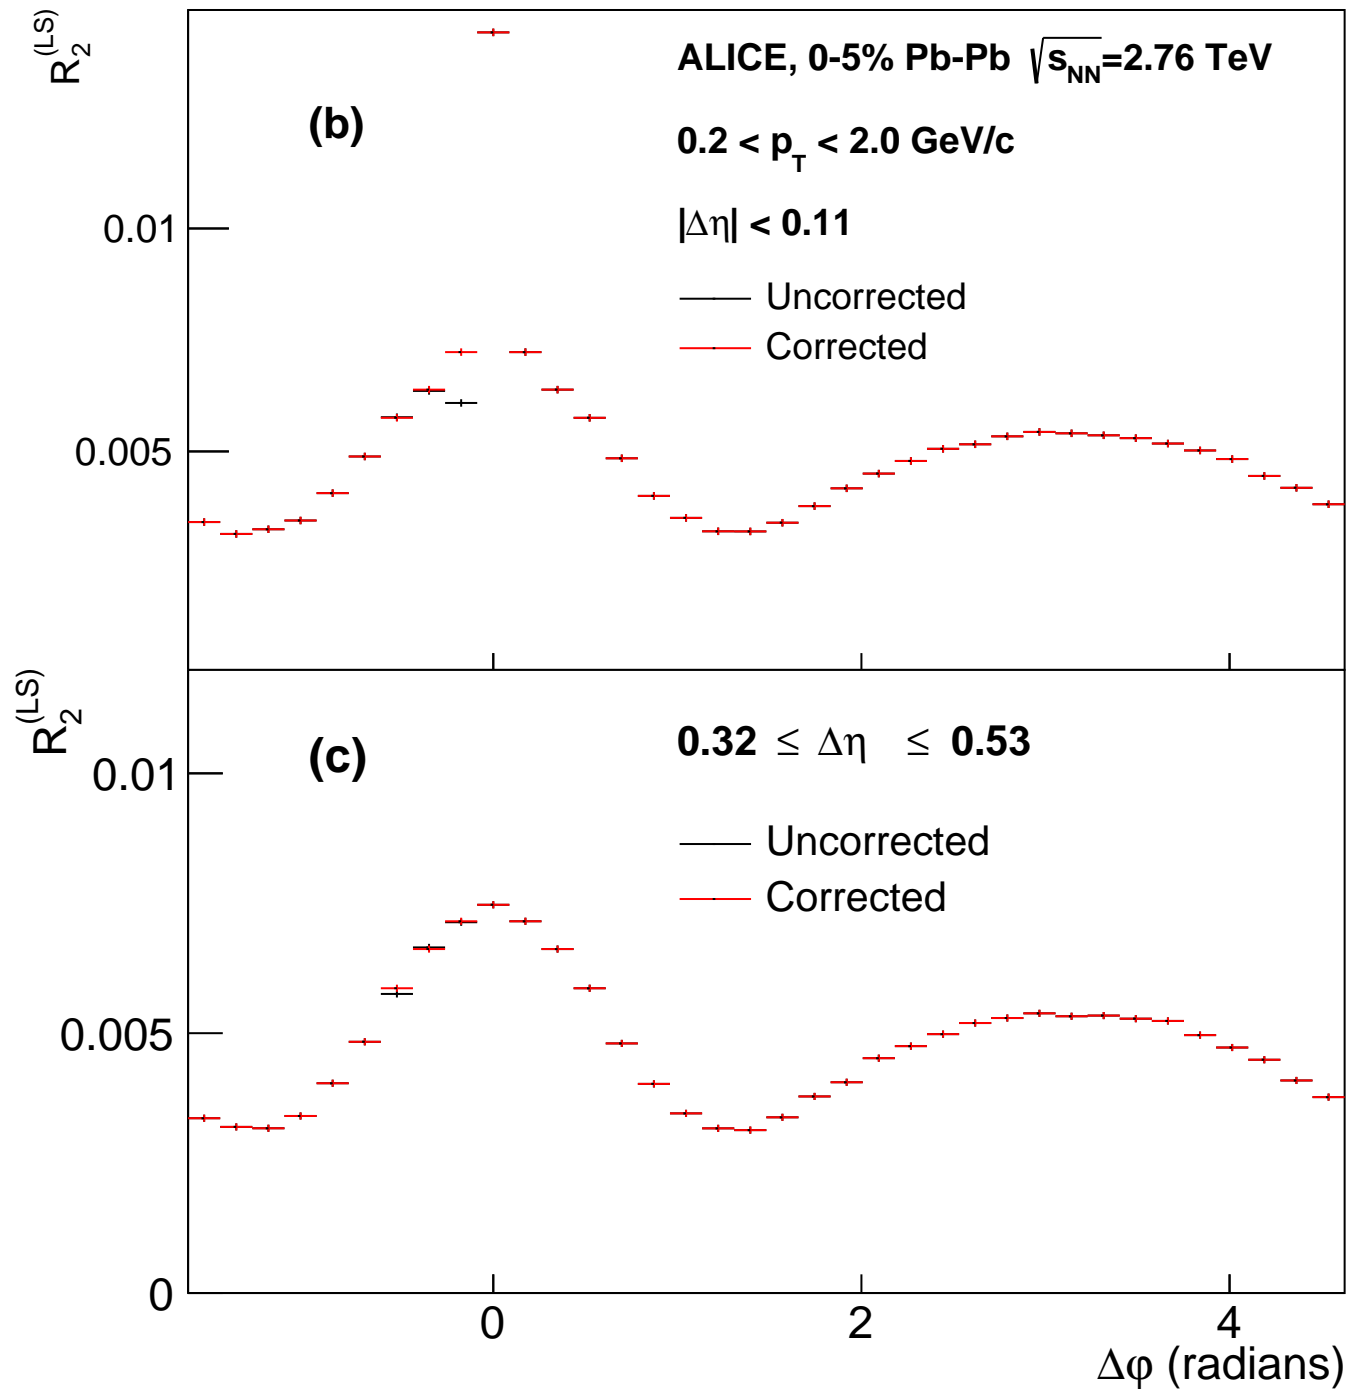 R₂^(LS)
ALICE, 0-5% Pb-Pb √s_NN=2.76 TeV
(b)
0.2 < p_T < 2.0 GeV/c
|Δη| < 0.11
0.01
Uncorrected
Corrected
0.005
R₂^(LS)
(c)
0.32 ≤ Δη ≤ 0.53
0.01
Uncorrected
Corrected
0.005
0
0 2 4
Δφ (radians)